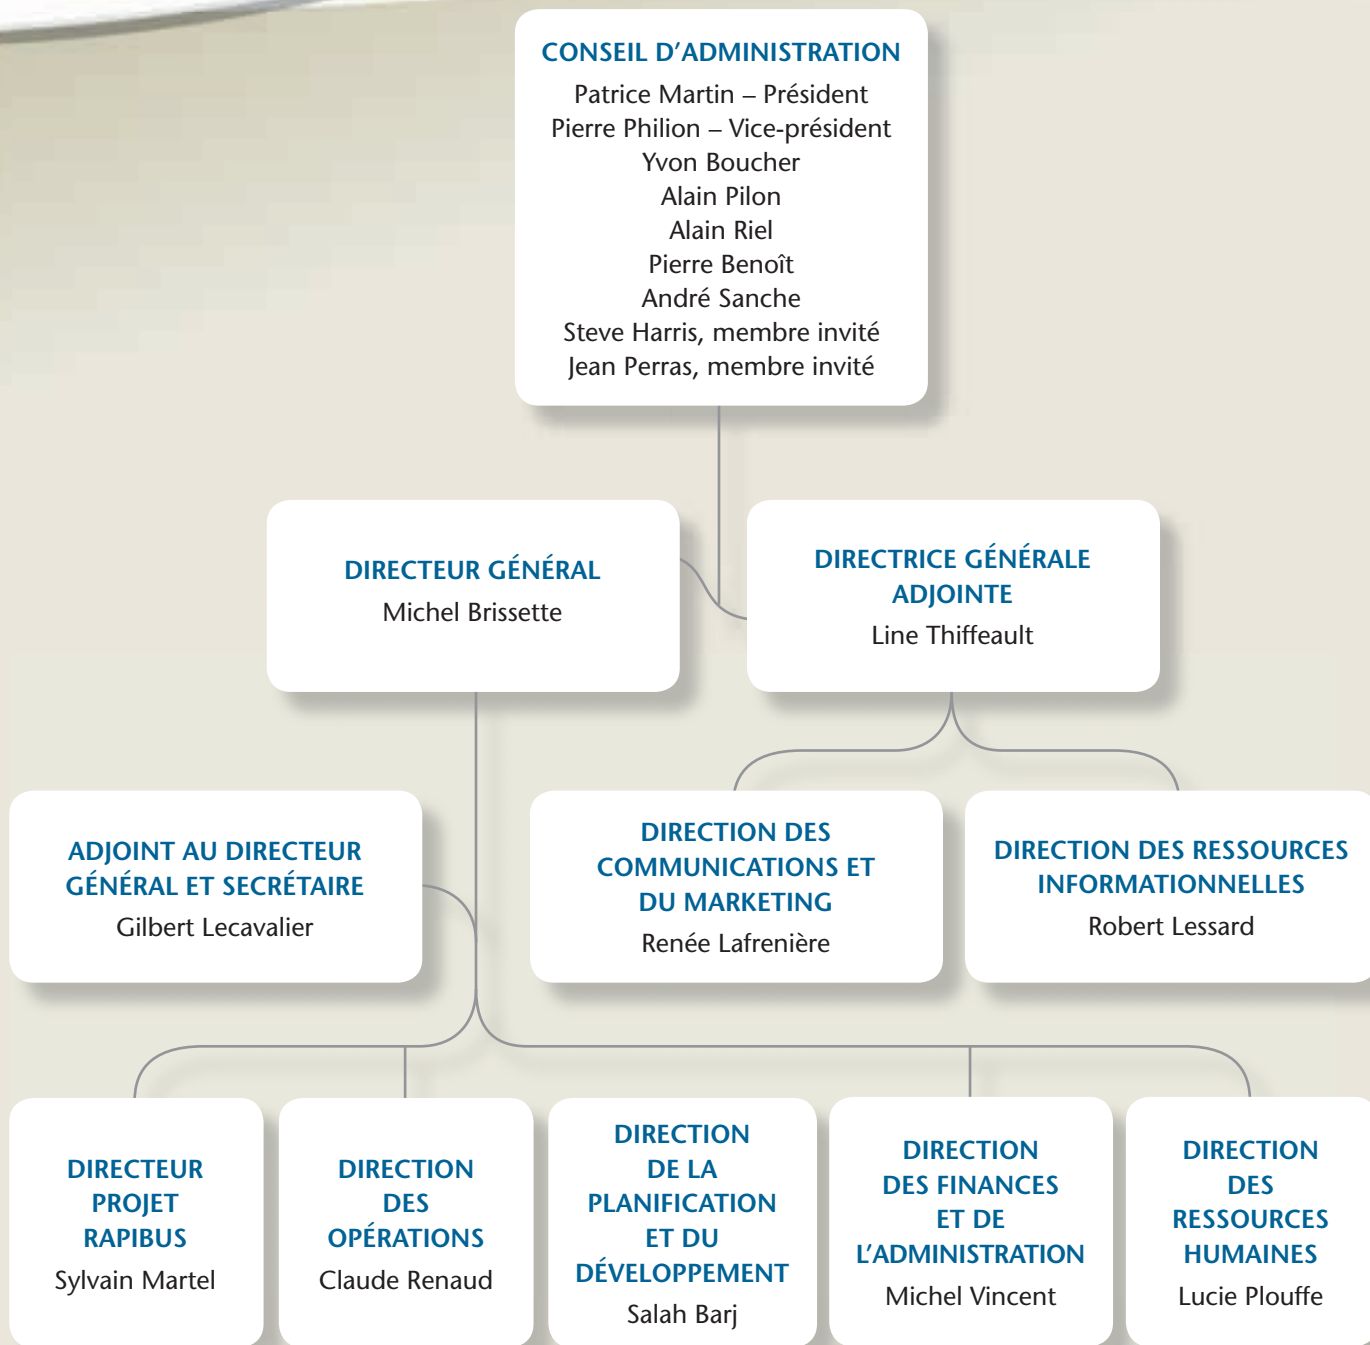 CONSEIL D’ADMINISTRATION
Patrice Martin – Président
Pierre Philion – Vice-président
Yvon Boucher
Alain Pilon
Alain Riel
Pierre Benoît
André Sanche
Steve Harris, membre invité
Jean Perras, membre invité
DIRECTEUR GÉNÉRAL
Michel Brissette
DIRECTRICE GÉNÉRALE
ADJOINTE
Line Thiffeault
ADJOINT AU DIRECTEUR
GÉNÉRAL ET SECRÉTAIRE
Gilbert Lecavalier
DIRECTION DES
COMMUNICATIONS ET
DU MARKETING
Renée Lafrenière
DIRECTION DES RESSOURCES
INFORMATIONNELLES
Robert Lessard
DIRECTEUR
PROJET
RAPIBUS
Sylvain Martel
DIRECTION
DES
OPÉRATIONS
Claude Renaud
DIRECTION
DE LA
PLANIFICATION
ET DU
DÉVELOPPEMENT
Salah Barj
DIRECTION
DES FINANCES
ET DE
L’ADMINISTRATION
Michel Vincent
DIRECTION
DES
RESSOURCES
HUMAINES
Lucie Plouffe